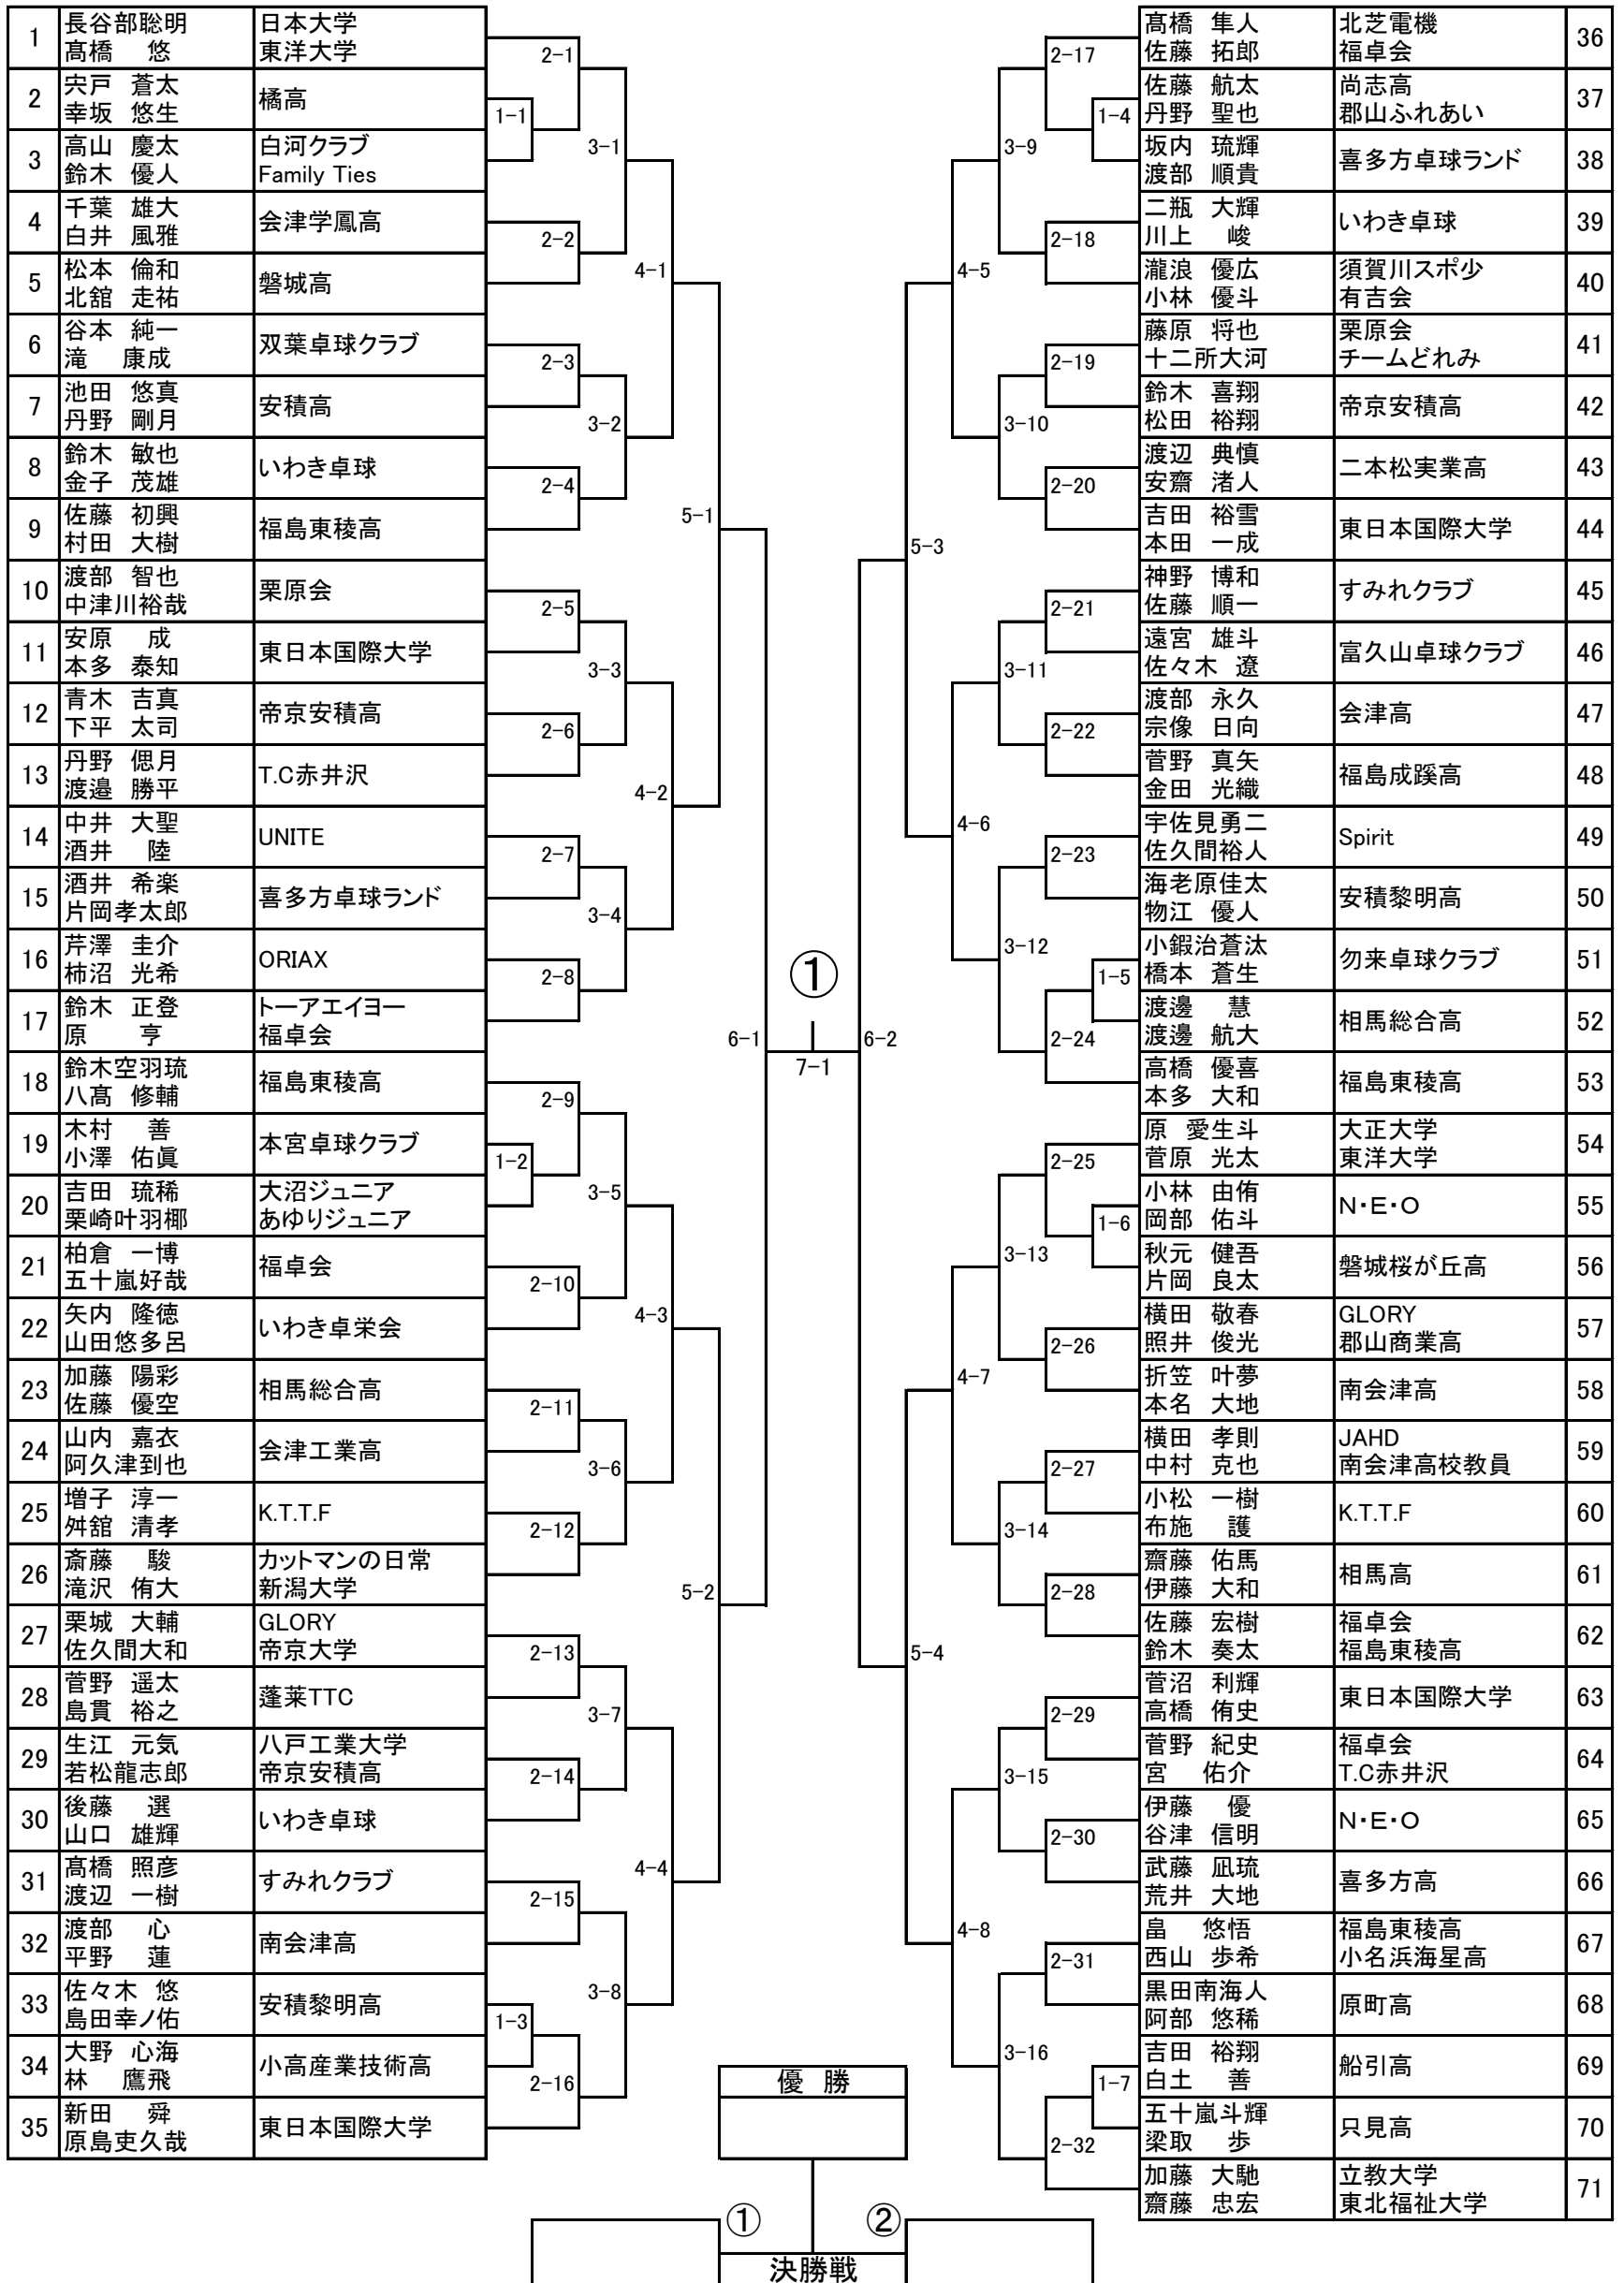 1 長谷部聡明 日本大学
髙橋 悠 東洋大学
2 宍戸 蒼太 橘高
幸坂 悠生
3 高山 慶太 白河クラブ
鈴木 優人 Family Ties
4 千葉 雄大 会津学鳳高
白井 風雅
5 松本 倫和 磐城高
北舘 走祐
6 谷本 純一 双葉卓球クラブ
滝 康成
7 池田 悠真 安積高
丹野 剛月
8 鈴木 敏也 いわき卓球
金子 茂雄
9 佐藤 初興 福島東稜高
村田 大樹
10 渡部 智也 栗原会
中津川裕哉
11 安原 成 東日本国際大学
本多 泰知
12 青木 吉真 帝京安積高
下平 太司
13 丹野 偲月 T.C赤井沢
渡邉 勝平
14 中井 大聖 UNITE
酒井 陸
15 酒井 希楽 喜多方卓球ランド
片岡孝太郎
16 芹澤 圭介 ORIAX
柿沼 光希
17 鈴木 正登 トーアエイヨー
原 亨 福卓会
18 鈴木空羽琉 福島東稜高
八髙 修輔
19 木村 善 本宮卓球クラブ
小澤 佑眞
20 吉田 琉稀 大沼ジュニア
栗崎叶羽梛 あゆりジュニア
21 柏倉 一博 福卓会
五十嵐好哉
22 矢内 隆徳 いわき卓栄会
山田悠多呂
23 加藤 陽彩 相馬総合高
佐藤 優空
24 山内 嘉衣 会津工業高
阿久津到也
25 増子 淳一 K.T.T.F
舛舘 清孝
26 斎藤 駿 カットマンの日常
滝沢 侑大 新潟大学
27 栗城 大輔 GLORY
佐久間大和 帝京大学
28 菅野 遥太 蓬莱TTC
島貫 裕之
29 生江 元気 八戸工業大学
若松龍志郎 帝京安積高
30 後藤 選 いわき卓球
山口 雄輝
31 髙橋 照彦 すみれクラブ
渡辺 一樹
32 渡部 心 南会津高
平野 蓮
33 佐々木 悠 安積黎明高
島田幸ノ佑
34 大野 心海 小高産業技術高
林 鷹飛
35 新田 舜 東日本国際大学
原島吏久哉
1-1
1-2
1-3
2-1
2-2
2-3
2-4
2-5
2-6
2-7
2-8
2-9
2-10
2-11
2-12
2-13
2-14
2-15
2-16
3-1
3-2
3-3
3-4
3-5
3-6
3-7
3-8
4-1
4-2
4-3
4-4
5-1
5-2
6-1
①
7-1
6-2
5-3
5-4
4-5
4-6
4-7
4-8
3-9
3-10
3-11
3-12
3-13
3-14
3-15
3-16
2-17
2-18
2-19
2-20
2-21
2-22
2-23
2-24
2-25
2-26
2-27
2-28
2-29
2-30
2-31
2-32
1-4
1-5
1-6
1-7
髙橋 隼人 北芝電機 36
佐藤 拓郎 福卓会
佐藤 航太 尚志高 37
丹野 聖也 郡山ふれあい
坂内 琉輝 喜多方卓球ランド 38
渡部 順貴
二瓶 大輝 いわき卓球 39
川上 峻
瀧浪 優広 須賀川スポ少 40
小林 優斗 有吉会
藤原 将也 栗原会 41
十二所大河 チームどれみ
鈴木 喜翔 帝京安積高 42
松田 裕翔
渡辺 典慎 二本松実業高 43
安齋 渚人
吉田 裕雪 東日本国際大学 44
本田 一成
神野 博和 すみれクラブ 45
佐藤 順一
遠宮 雄斗 富久山卓球クラブ 46
佐々木 遼
渡部 永久 会津高 47
宗像 日向
菅野 真矢 福島成蹊高 48
金田 光織
宇佐見勇二 Spirit 49
佐久間裕人
海老原佳太 安積黎明高 50
物江 優人
小鍜治蒼汰 勿来卓球クラブ 51
橋本 蒼生
渡邊 慧 相馬総合高 52
渡邊 航大
高橋 優喜 福島東稜高 53
本多 大和
原 愛生斗 大正大学 54
菅原 光太 東洋大学
小林 由侑 N・E・O 55
岡部 佑斗
秋元 健吾 磐城桜が丘高 56
片岡 良太
横田 敬春 GLORY 57
照井 俊光 郡山商業高
折笠 叶夢 南会津高 58
本名 大地
横田 孝則 JAHD 59
中村 克也 南会津高校教員
小松 一樹 K.T.T.F 60
布施 護
齋藤 佑馬 相馬高 61
伊藤 大和
佐藤 宏樹 福卓会 62
鈴木 奏太 福島東稜高
菅沼 利輝 東日本国際大学 63
高橋 侑史
菅野 紀史 福卓会 64
宮 佑介 T.C赤井沢
伊藤 優 N・E・O 65
谷津 信明
武藤 凪琉 喜多方高 66
荒井 大地
畠 悠悟 福島東稜高 67
西山 歩希 小名浜海星高
黒田南海人 原町高 68
阿部 悠稀
吉田 裕翔 船引高 69
白土 善
五十嵐斗輝 只見高 70
梁取 歩
加藤 大馳 立教大学 71
齋藤 忠宏 東北福祉大学
優 勝
① ②
決勝戦